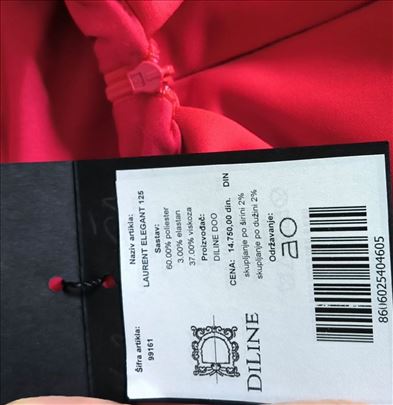 Šifra artikla:
99161
Naziv artikla:
LAURENT ELEGANT 125
Sastav:
60.00% poliester
3.00% elastan
37.00% viskoza
Proizvođač:
DILINE DOO
CENA: 14.750,00 din. DIN
skupljanje po širini 2%
skupljanje po dužini 2%
Održavanje:
DILINE
8606025404605